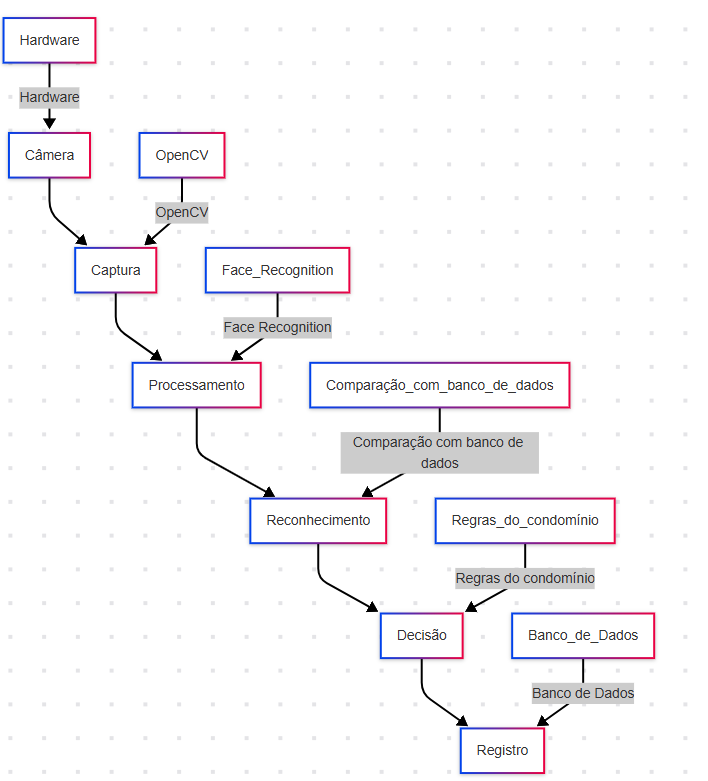 Hardware
Hardware
Câmera
OpenCV
OpenCV
Captura
Face_Recognition
Face Recognition
Processamento
Comparação_com_banco_de_dados
Comparação com banco de
dados
Reconhecimento
Regras_do_condomínio
Regras do condomínio
Decisão
Banco_de_Dados
Banco de Dados
Registro